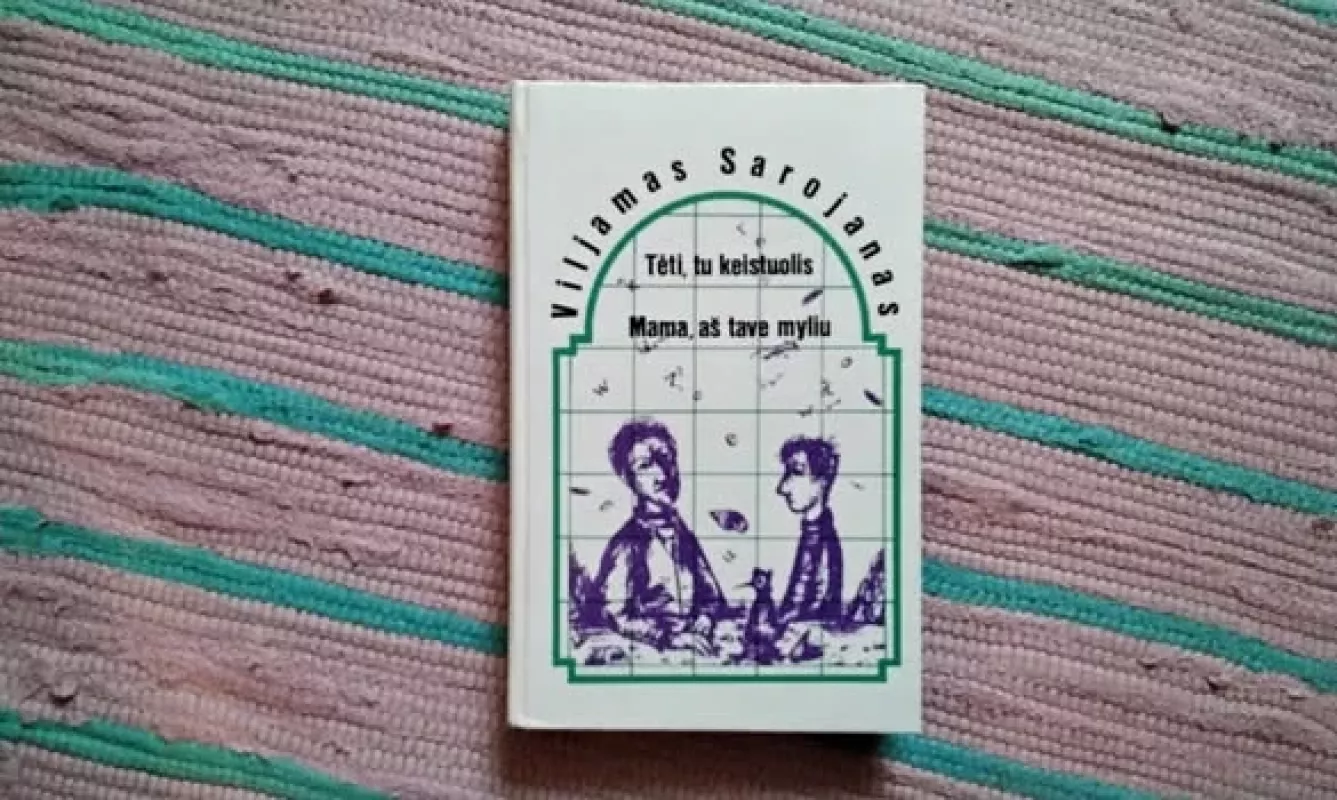 Viljamas Sarojanas
Tėti, tu keistuolis
Mama, aš tave myliu